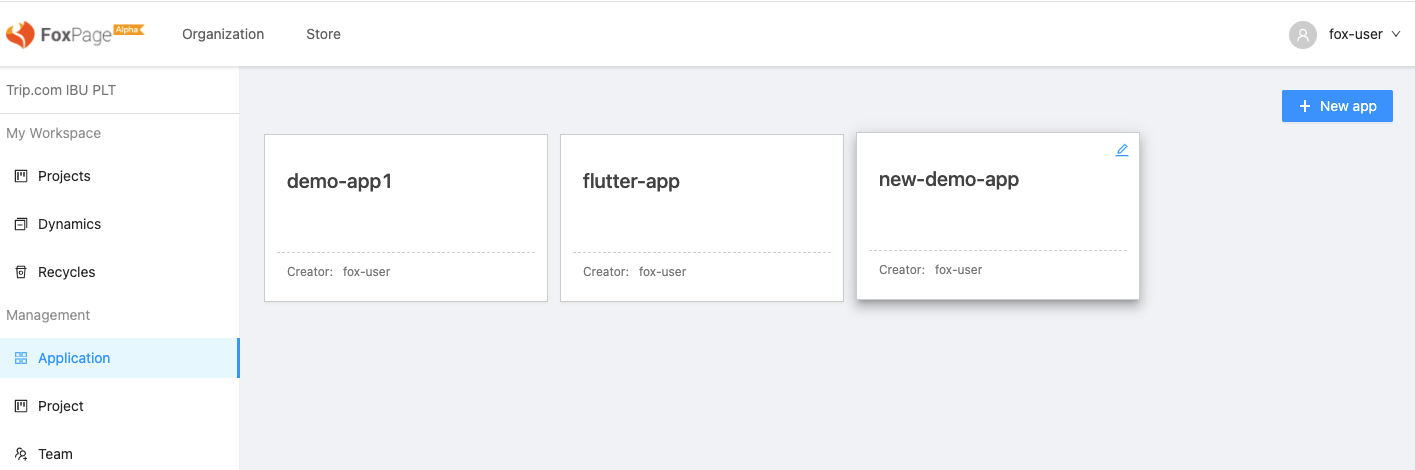 FoxPage Alpha Organization Store fox-user
Trip.com IBU PLT
+ New app
My Workspace
Projects
Dynamics
Recycles
Management
Application
Project
Team
demo-app1
Creator: fox-user
flutter-app
Creator: fox-user
new-demo-app
Creator: fox-user